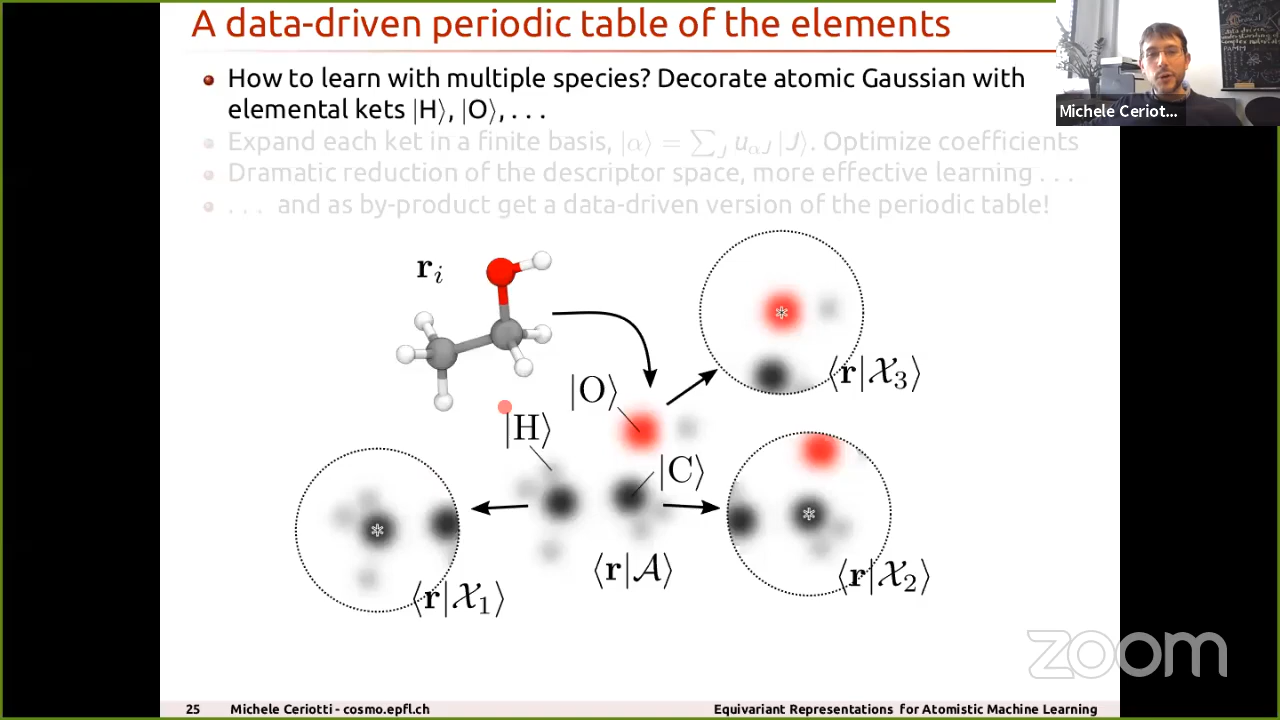 A data-driven periodic table of the elements
How to learn with multiple species? Decorate atomic Gaussian with
elemental kets |H⟩, |O⟩, . . .
Expand each ket in a finite basis, |α⟩ = ∑_J u_{αJ} |J⟩. Optimize coefficients
Dramatic reduction of the descriptor space, more effective learning . . .
. . . and as by-product get a data-driven version of the periodic table!
Michele Ceriot...
r_i
|O⟩
|H⟩
|C⟩
⟨r|𝒳_3⟩
⟨r|𝒜⟩
⟨r|𝒳_2⟩
⟨r|𝒳_1⟩
zoom
25 Michele Ceriotti - cosmo.epfl.ch Equivariant Representations for Atomistic Machine Learning